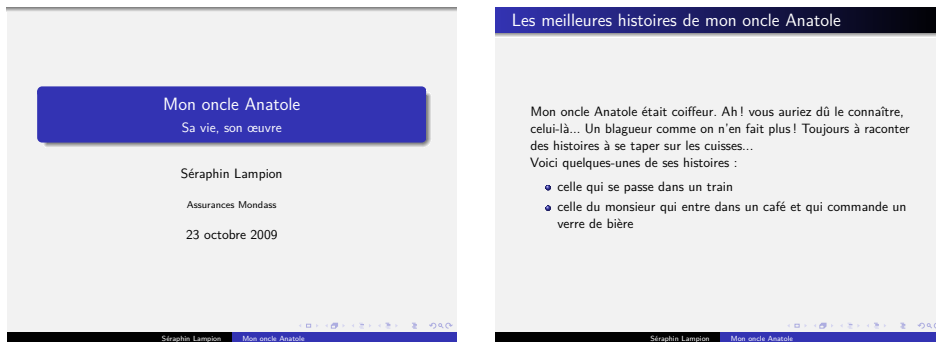 Mon oncle Anatole
Sa vie, son œuvre
Séraphin Lampion
Assurances Mondass
23 octobre 2009
Séraphin Lampion Mon oncle Anatole
Les meilleures histoires de mon oncle Anatole
Mon oncle Anatole était coiffeur. Ah ! vous auriez dû le connaître,
celui-là... Un blagueur comme on n'en fait plus ! Toujours à raconter
des histoires à se taper sur les cuisses...
Voici quelques-unes de ses histoires :
celle qui se passe dans un train
celle du monsieur qui entre dans un café et qui commande un
verre de bière
Séraphin Lampion Mon oncle Anatole